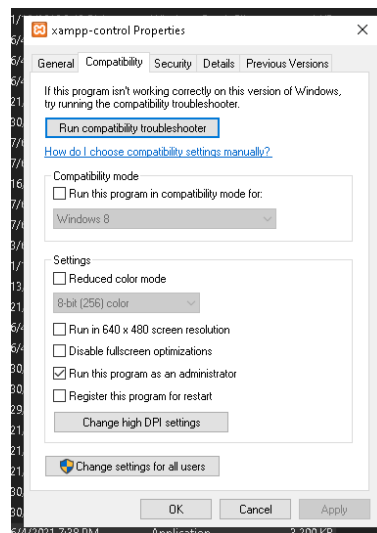 xampp-control Properties
General Compatibility Security Details Previous Versions
If this program isn't working correctly on this version of Windows,
try running the compatibility troubleshooter.
Run compatibility troubleshooter
How do I choose compatibility settings manually?
Compatibility mode
Run this program in compatibility mode for:
Windows 8
Settings
Reduced color mode
8-bit (256) color
Run in 640 x 480 screen resolution
Disable fullscreen optimizations
Run this program as an administrator
Register this program for restart
Change high DPI settings
Change settings for all users
OK Cancel Apply